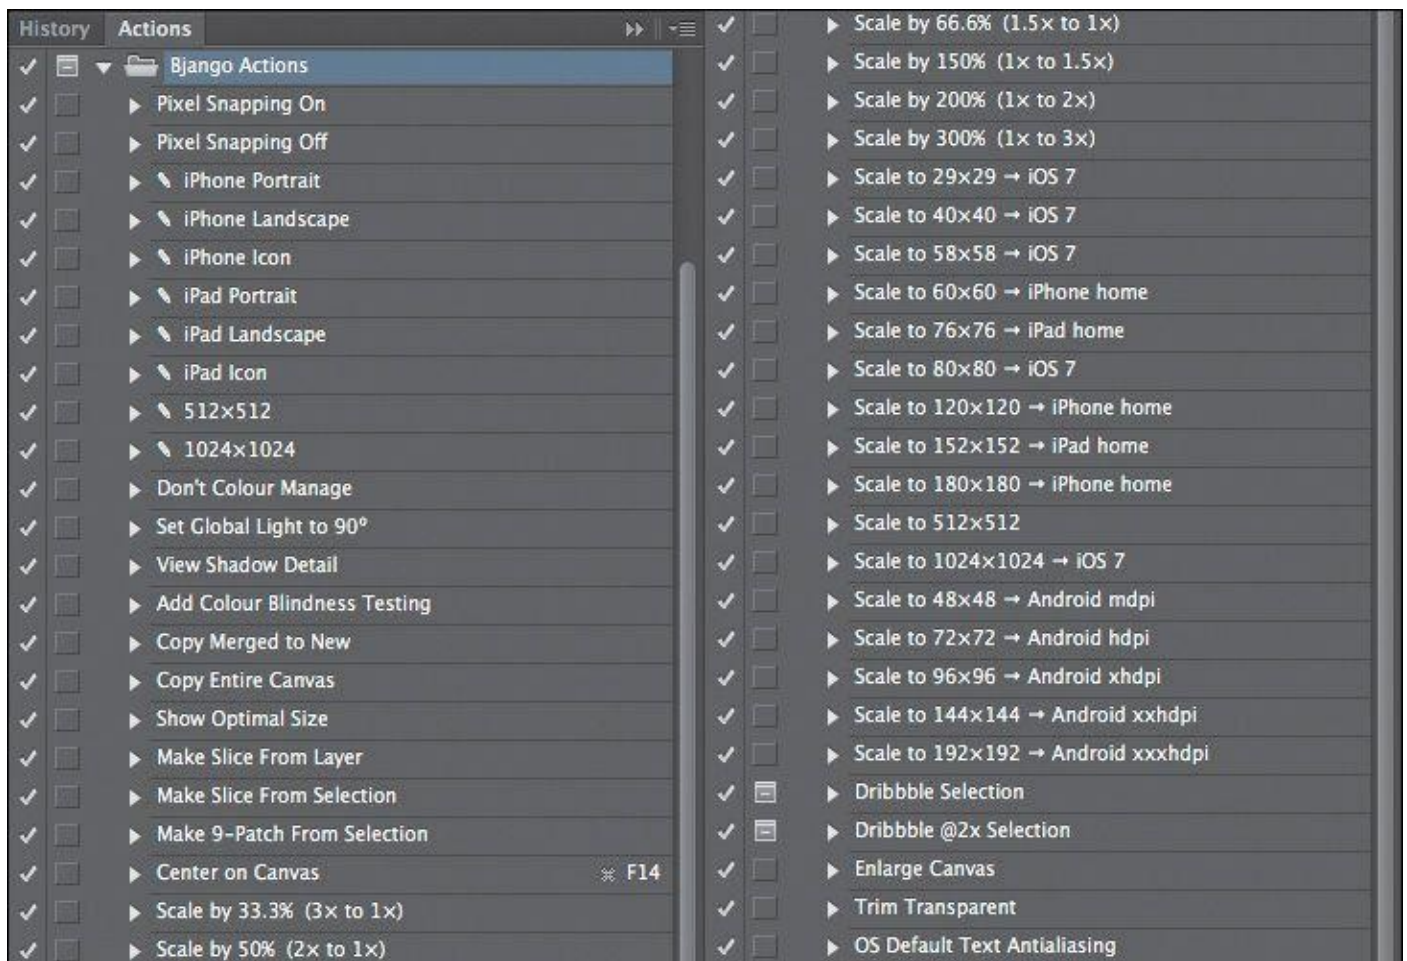 History Actions
Bjango Actions
Pixel Snapping On
Pixel Snapping Off
iPhone Portrait
iPhone Landscape
iPhone Icon
iPad Portrait
iPad Landscape
iPad Icon
512×512
1024×1024
Don't Colour Manage
Set Global Light to 90º
View Shadow Detail
Add Colour Blindness Testing
Copy Merged to New
Copy Entire Canvas
Show Optimal Size
Make Slice From Layer
Make Slice From Selection
Make 9-Patch From Selection
Center on Canvas ⌘ F14
Scale by 33.3% (3× to 1×)
Scale by 50% (2× to 1×)
Scale by 66.6% (1.5× to 1×)
Scale by 150% (1× to 1.5×)
Scale by 200% (1× to 2×)
Scale by 300% (1× to 3×)
Scale to 29×29 → iOS 7
Scale to 40×40 → iOS 7
Scale to 58×58 → iOS 7
Scale to 60×60 → iPhone home
Scale to 76×76 → iPad home
Scale to 80×80 → iOS 7
Scale to 120×120 → iPhone home
Scale to 152×152 → iPad home
Scale to 180×180 → iPhone home
Scale to 512×512
Scale to 1024×1024 → iOS 7
Scale to 48×48 → Android mdpi
Scale to 72×72 → Android hdpi
Scale to 96×96 → Android xhdpi
Scale to 144×144 → Android xxhdpi
Scale to 192×192 → Android xxxhdpi
Dribbble Selection
Dribbble @2x Selection
Enlarge Canvas
Trim Transparent
OS Default Text Antialiasing